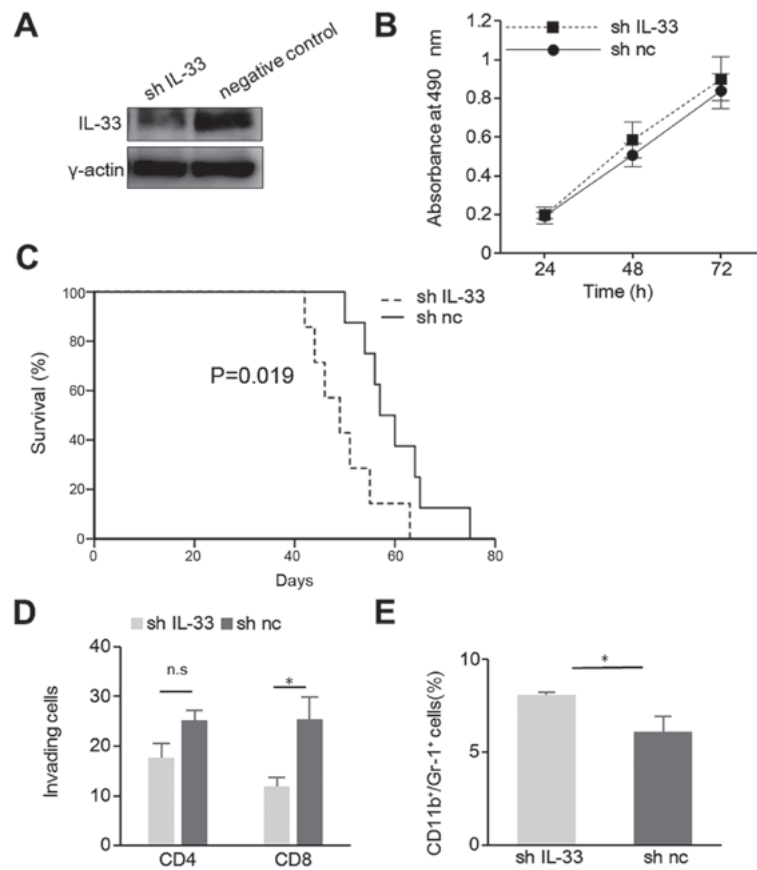 A
sh IL-33
negative control
IL-33
γ-actin
B
sh IL-33
sh nc
Absorbance at 490 nm
1.2
1
0.8
0.6
0.4
0.2
0
24
48
72
Time (h)
C
sh IL-33
sh nc
P=0.019
Survival (%)
100
80
60
40
20
0
0
20
40
60
80
Days
D
sh IL-33
sh nc
Invading cells
40
30
20
10
0
n.s
*
CD4
CD8
E
CD11b⁺/Gr-1⁺ cells(%)
10
5
0
*
sh IL-33
sh nc